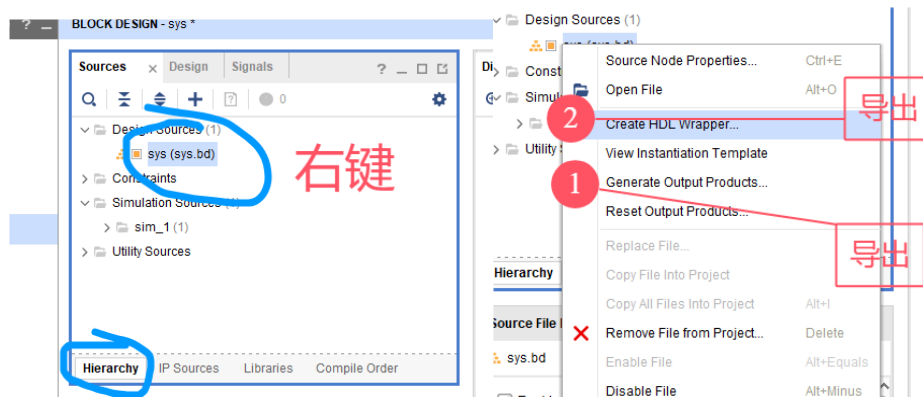 ? _
BLOCK DESIGN - sys *
Sources × Design Signals ? _
0
Design Sources (1)
sys (sys.bd)
Constraints
Simulation Sources
sim_1 (1)
Utility Sources
右键
Hierarchy IP Sources Libraries Compile Order
Design Sources (1)
Const
Simul
Utility
Hierarchy
Source File
sys.bd
Source Node Properties... Ctrl+E
Open File Alt+O
2 Create HDL Wrapper... 导出
View Instantiation Template
1 Generate Output Products...
Reset Output Products...
导出
Replace File...
Copy File Into Project
Copy All Files Into Project Alt+I
Remove File from Project... Delete
Enable File Alt+Equals
Disable File Alt+Minus